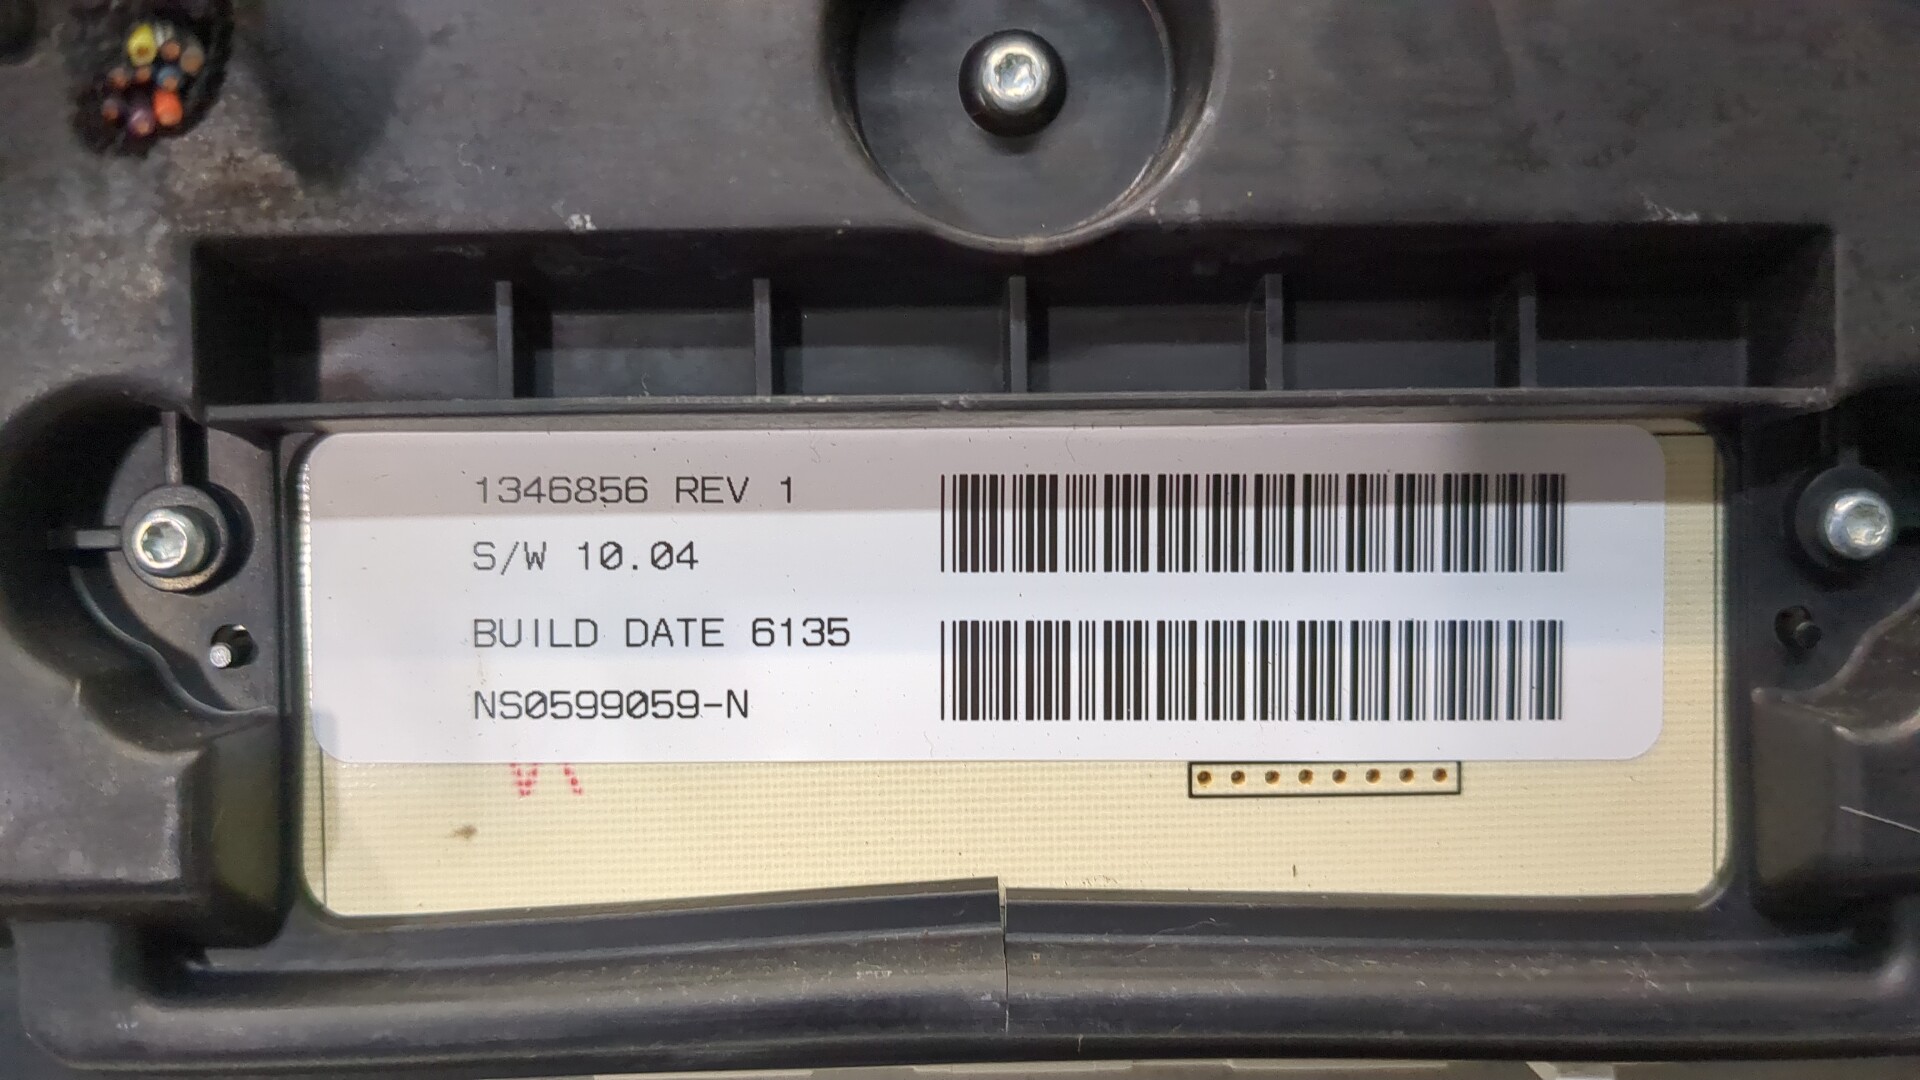 1346856 REV 1
S/W 10.04
BUILD DATE 6135
NS0599059-N